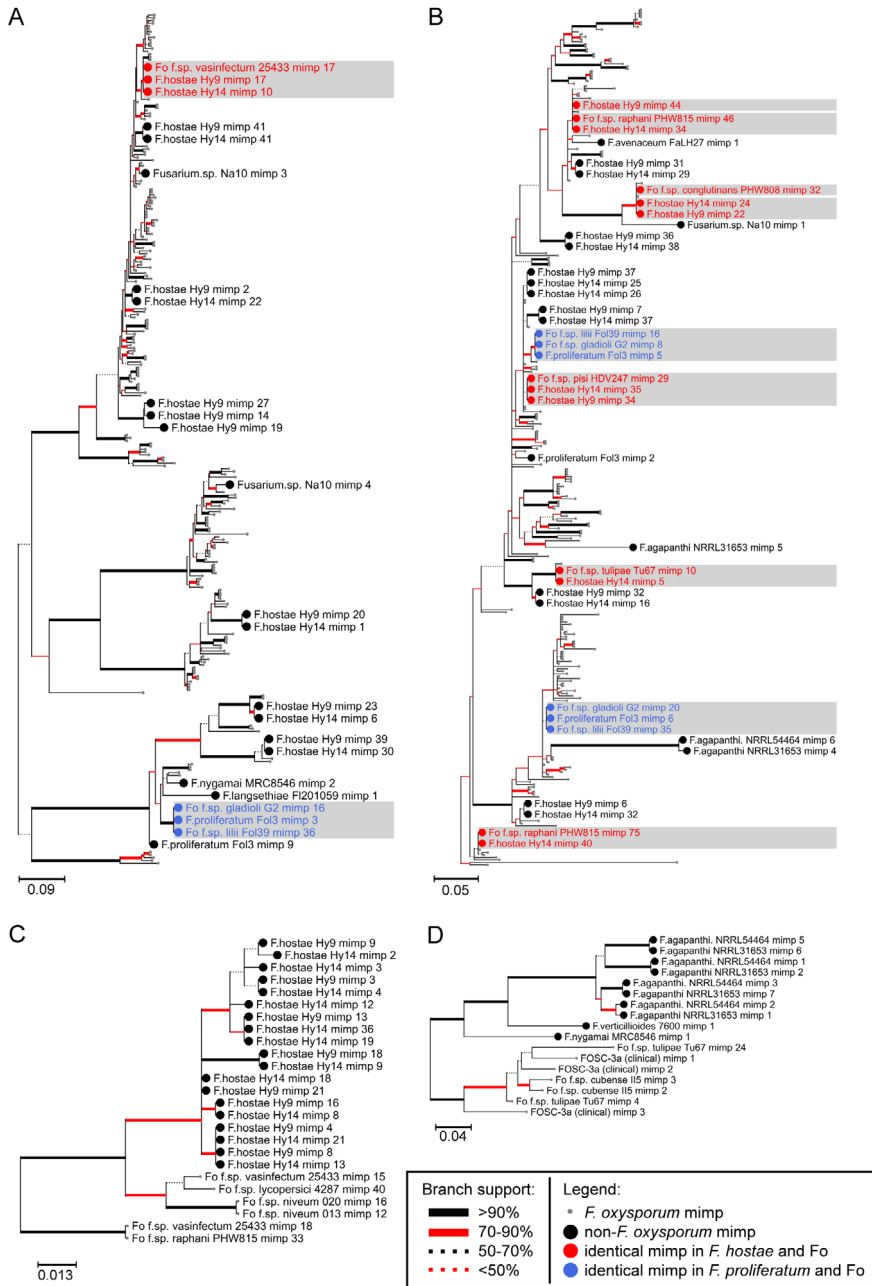 A
Fo f.sp. vasinfectum 25433 mimp 17
F.hostae Hy9 mimp 17
F.hostae Hy14 mimp 10
F.hostae Hy9 mimp 41
F.hostae Hy14 mimp 41
Fusarium.sp. Na10 mimp 3
F.hostae Hy9 mimp 2
F.hostae Hy14 mimp 22
F.hostae Hy9 mimp 27
F.hostae Hy9 mimp 14
F.hostae Hy9 mimp 19
Fusarium.sp. Na10 mimp 4
F.hostae Hy9 mimp 20
F.hostae Hy14 mimp 1
F.hostae Hy9 mimp 23
F.hostae Hy14 mimp 6
F.hostae Hy9 mimp 39
F.hostae Hy14 mimp 30
F.nygamai MRC8546 mimp 2
F.langsethiae Fl201059 mimp 1
Fo f.sp. gladioli G2 mimp 16
F.proliferatum Fol3 mimp 3
Fo f.sp. lilii Fol39 mimp 36
F.proliferatum Fol3 mimp 9
0.09
B
F.hostae Hy9 mimp 44
Fo f.sp. raphani PHW815 mimp 46
F.hostae Hy14 mimp 34
F.avenaceum FaLH27 mimp 1
F.hostae Hy9 mimp 31
F.hostae Hy14 mimp 29
Fo f.sp. conglutinans PHW808 mimp 32
F.hostae Hy14 mimp 24
F.hostae Hy9 mimp 22
Fusarium.sp. Na10 mimp 1
F.hostae Hy9 mimp 36
F.hostae Hy14 mimp 38
F.hostae Hy9 mimp 37
F.hostae Hy14 mimp 25
F.hostae Hy14 mimp 26
F.hostae Hy9 mimp 7
F.hostae Hy14 mimp 37
Fo f.sp. lilii Fol39 mimp 16
Fo f.sp. gladioli G2 mimp 8
F.proliferatum Fol3 mimp 5
Fo f.sp. pisi HDV247 mimp 29
F.hostae Hy14 mimp 35
F.hostae Hy9 mimp 34
F.proliferatum Fol3 mimp 2
F.agapanthi NRRL31653 mimp 5
Fo f.sp. tulipae Tu67 mimp 10
F.hostae Hy14 mimp 5
F.hostae Hy9 mimp 32
F.hostae Hy14 mimp 16
Fo f.sp. gladioli G2 mimp 20
F.proliferatum Fol3 mimp 6
Fo f.sp. lilii Fol39 mimp 35
F.agapanthi. NRRL54464 mimp 6
F.agapanthi NRRL31653 mimp 4
F.hostae Hy9 mimp 6
F.hostae Hy14 mimp 32
Fo f.sp. raphani PHW815 mimp 75
F.hostae Hy14 mimp 40
0.05
C
F.hostae Hy9 mimp 9
F.hostae Hy14 mimp 2
F.hostae Hy14 mimp 3
F.hostae Hy9 mimp 3
F.hostae Hy14 mimp 4
F.hostae Hy14 mimp 12
F.hostae Hy9 mimp 13
F.hostae Hy14 mimp 36
F.hostae Hy14 mimp 19
F.hostae Hy9 mimp 18
F.hostae Hy14 mimp 9
F.hostae Hy14 mimp 18
F.hostae Hy9 mimp 21
F.hostae Hy9 mimp 16
F.hostae Hy14 mimp 8
F.hostae Hy9 mimp 4
F.hostae Hy14 mimp 21
F.hostae Hy9 mimp 8
F.hostae Hy14 mimp 13
Fo f.sp. vasinfectum 25433 mimp 15
Fo f.sp. lycopersici 4287 mimp 40
Fo f.sp. niveum 020 mimp 16
Fo f.sp. niveum 013 mimp 12
Fo f.sp. vasinfectum 25433 mimp 18
Fo f.sp. raphani PHW815 mimp 33
0.013
D
F.agapanthi. NRRL54464 mimp 5
F.agapanthi NRRL31653 mimp 6
F.agapanthi. NRRL54464 mimp 1
F.agapanthi NRRL31653 mimp 2
F.agapanthi. NRRL54464 mimp 3
F.agapanthi NRRL31653 mimp 7
F.agapanthi. NRRL54464 mimp 2
F.agapanthi NRRL31653 mimp 1
F.verticillioides 7600 mimp 1
F.nygamai MRC8546 mimp 1
Fo f.sp. tulipae Tu67 mimp 24
FOSC-3a (clinical) mimp 1
FOSC-3a (clinical) mimp 2
Fo f.sp. cubense II5 mimp 3
Fo f.sp. cubense II5 mimp 2
Fo f.sp. tulipae Tu67 mimp 4
FOSC-3a (clinical) mimp 3
0.04
Branch support:
>90%
70-90%
50-70%
<50%
Legend:
F. oxysporum mimp
non-F. oxysporum mimp
identical mimp in F. hostae and Fo
identical mimp in F. proliferatum and Fo